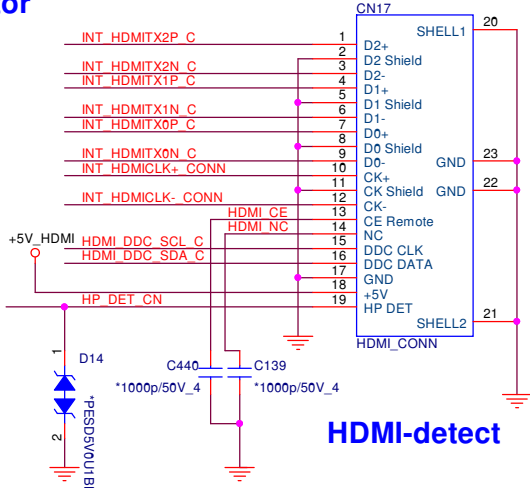 tor
CN17
SHELL1 20
INT_HDMITX2P_C 1 D2+
2 D2 Shield
INT_HDMITX2N_C 3 D2-
INT_HDMITX1P_C 4 D1+
5 D1 Shield
INT_HDMITX1N_C 6 D1-
INT_HDMITX0P_C 7 D0+
8 D0 Shield
INT_HDMITX0N_C 9 D0- GND 23
INT_HDMICLK+_CONN 10 CK+
11 CK Shield GND 22
INT_HDMICLK-_CONN 12 CK-
HDMI_CE 13 CE Remote
HDMI_NC 14 NC
+5V_HDMI HDMI_DDC_SCL_C 15 DDC CLK
HDMI_DDC_SDA_C 16 DDC DATA
17 GND
18 +5V
HP_DET_CN 19 HP DET
SHELL2 21
HDMI_CONN
1 D14
C440 C139
*1000p/50V_4 *1000p/50V_4
*PESD5V0U1BL
2
HDMI-detect